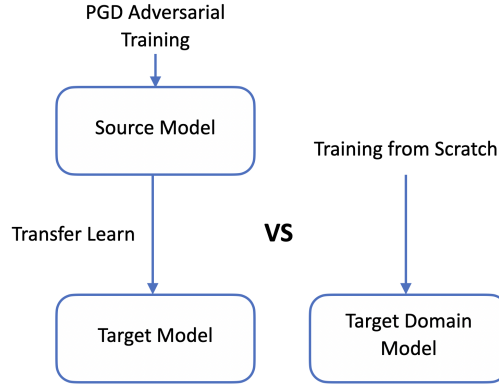 PGD Adversarial
Training
Source Model
Transfer Learn
Target Model
VS
Training from Scratch
Target Domain
Model